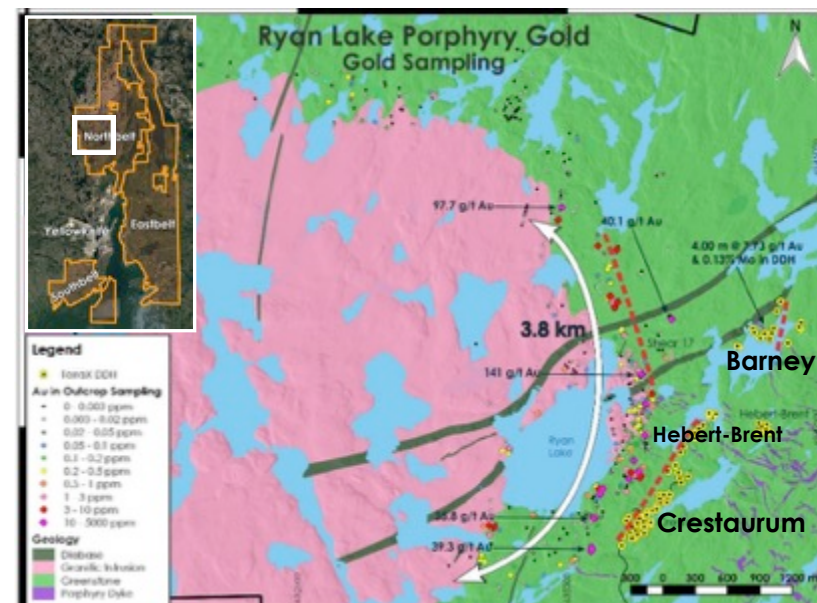 Ryan Lake Porphyry Gold
Gold Sampling
N
Northbelt
Yellowknife
Eastbelt
Southbelt
97.7 g/t Au
40.1 g/t Au
4.00 m @ 7.73 g/t Au
& 0.13% Mo in DDH
3.8 km
Shear 17
Barney
141 g/t Au
Hebert-Brent
Hebert-Brent
Ryan
Lake
Crestaurum
g/t Au
39.3 g/t Au
Legend
TerraX DDH
Au in Outcrop Sampling
0 - 0.003 ppm
0.003 - 0.02 ppm
0.02 - 0.05 ppm
0.05 - 0.1 ppm
0.1 - 0.2 ppm
0.2 - 0.5 ppm
0.5 - 1 ppm
1 - 3 ppm
3 - 10 ppm
10 - 5000 ppm
Geology
Diabase
Granitic Intrusion
Greenstone
Porphyry Dyke
300 0 300 600 900 1200 m